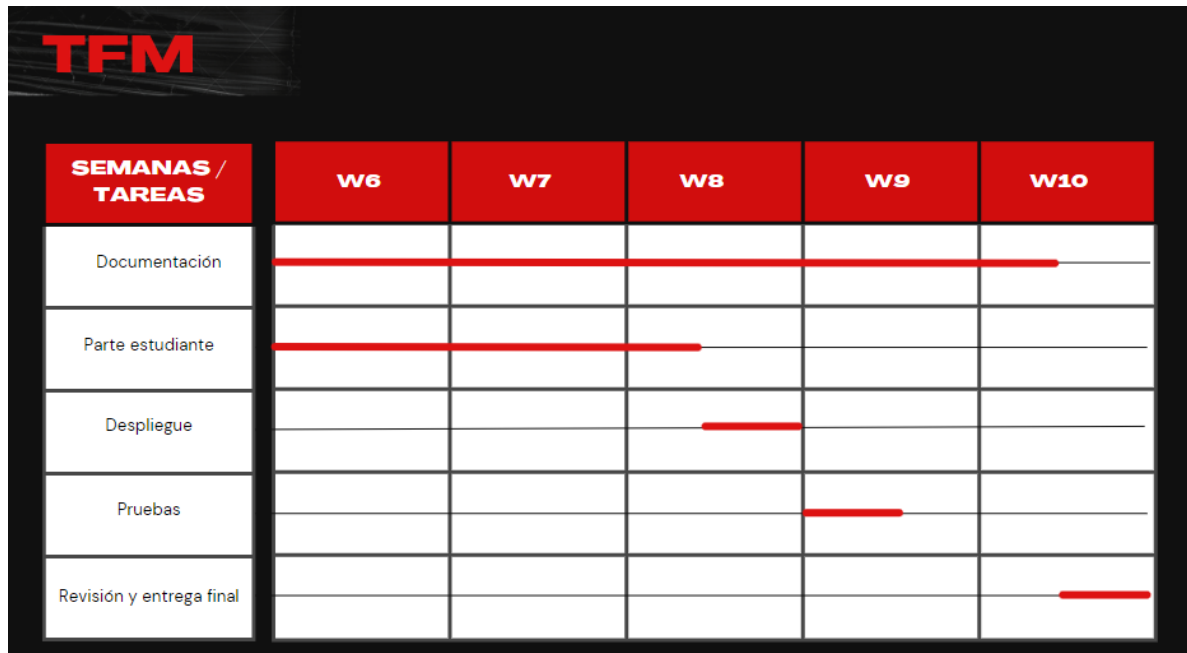 TFM
SEMANAS /
TAREAS
W6
W7
W8
W9
W10
Documentación
Parte estudiante
Despliegue
Pruebas
Revisión y entrega final